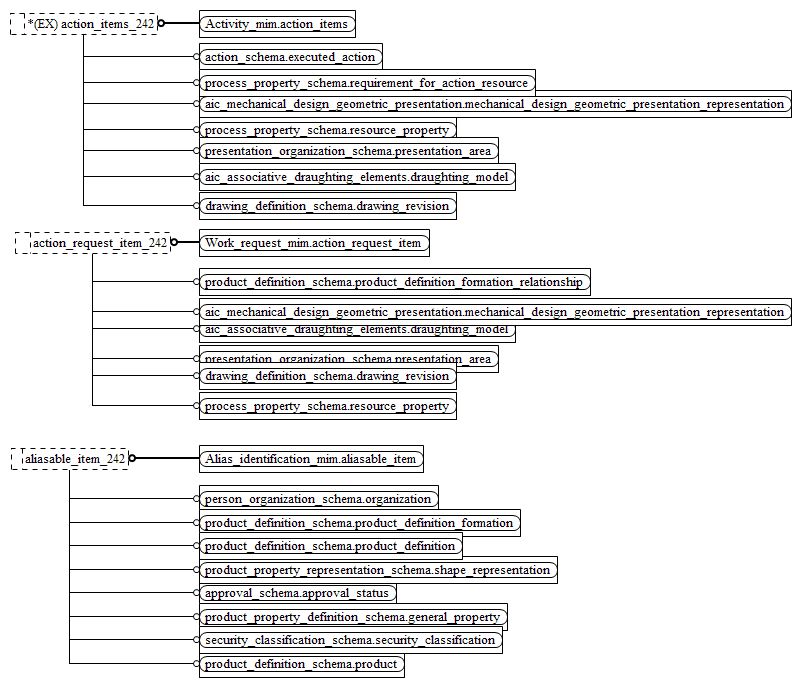 *(EX) action_items_242
Activity_mim.action_items
action_schema.executed_action
process_property_schema.requirement_for_action_resource
aic_mechanical_design_geometric_presentation.mechanical_design_geometric_presentation_representation
process_property_schema.resource_property
presentation_organization_schema.presentation_area
aic_associative_draughting_elements.draughting_model
drawing_definition_schema.drawing_revision
action_request_item_242
Work_request_mim.action_request_item
product_definition_schema.product_definition_formation_relationship
aic_mechanical_design_geometric_presentation.mechanical_design_geometric_presentation_representation
aic_associative_draughting_elements.draughting_model
presentation_organization_schema.presentation_area
drawing_definition_schema.drawing_revision
process_property_schema.resource_property
aliasable_item_242
Alias_identification_mim.aliasable_item
person_organization_schema.organization
product_definition_schema.product_definition_formation
product_definition_schema.product_definition
product_property_representation_schema.shape_representation
approval_schema.approval_status
product_property_definition_schema.general_property
security_classification_schema.security_classification
product_definition_schema.product